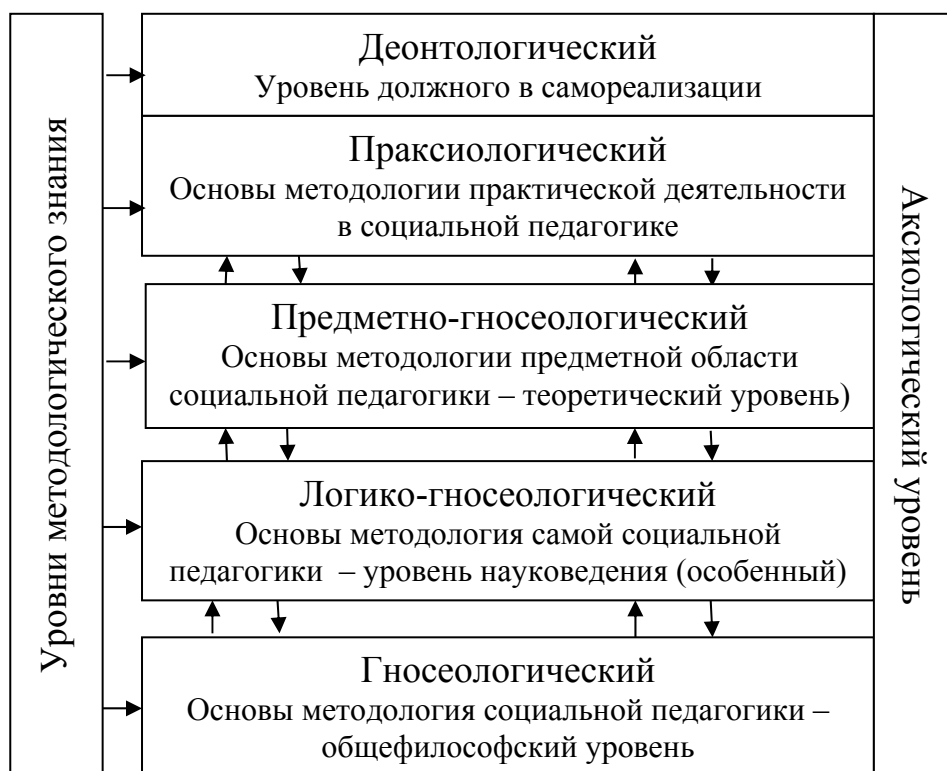 Уровни методологического знания
Деонтологический
Уровень должного в самореализации
Праксиологический
Основы методологии практической деятельности
в социальной педагогике
Предметно-гносеологический
Основы методологии предметной области
социальной педагогики – теоретический уровень)
Логико-гносеологический
Основы методология самой социальной
педагогики – уровень науковедения (особенный)
Гносеологический
Основы методология социальной педагогики –
общефилософский уровень
Аксиологический уровень